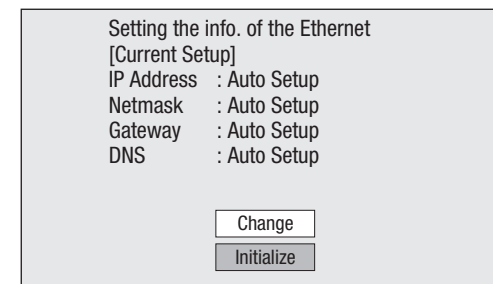 Setting the info. of the Ethernet
[Current Setup]
IP Address : Auto Setup
Netmask : Auto Setup
Gateway : Auto Setup
DNS : Auto Setup
Change
Initialize